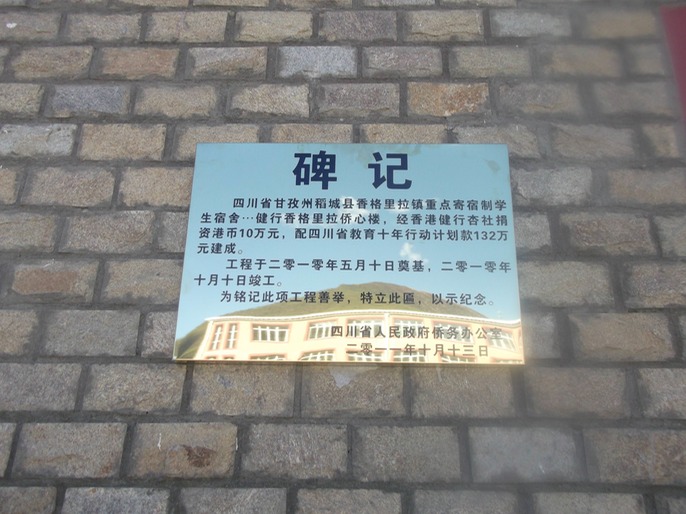 碑记
四川省甘孜州稻城县香格里拉镇重点寄宿制学
生宿舍…健行香格里拉侨心楼，经香港健行杏社捐
资港币10万元，配四川省教育十年行动计划款132万
元建成。
工程于二零一零年五月十日奠基，二零一零年
十月十日竣工。
为铭记此项工程善举，特立此匾，以示纪念。
四川省人民政府侨务办公室
二零一一年十月十三日